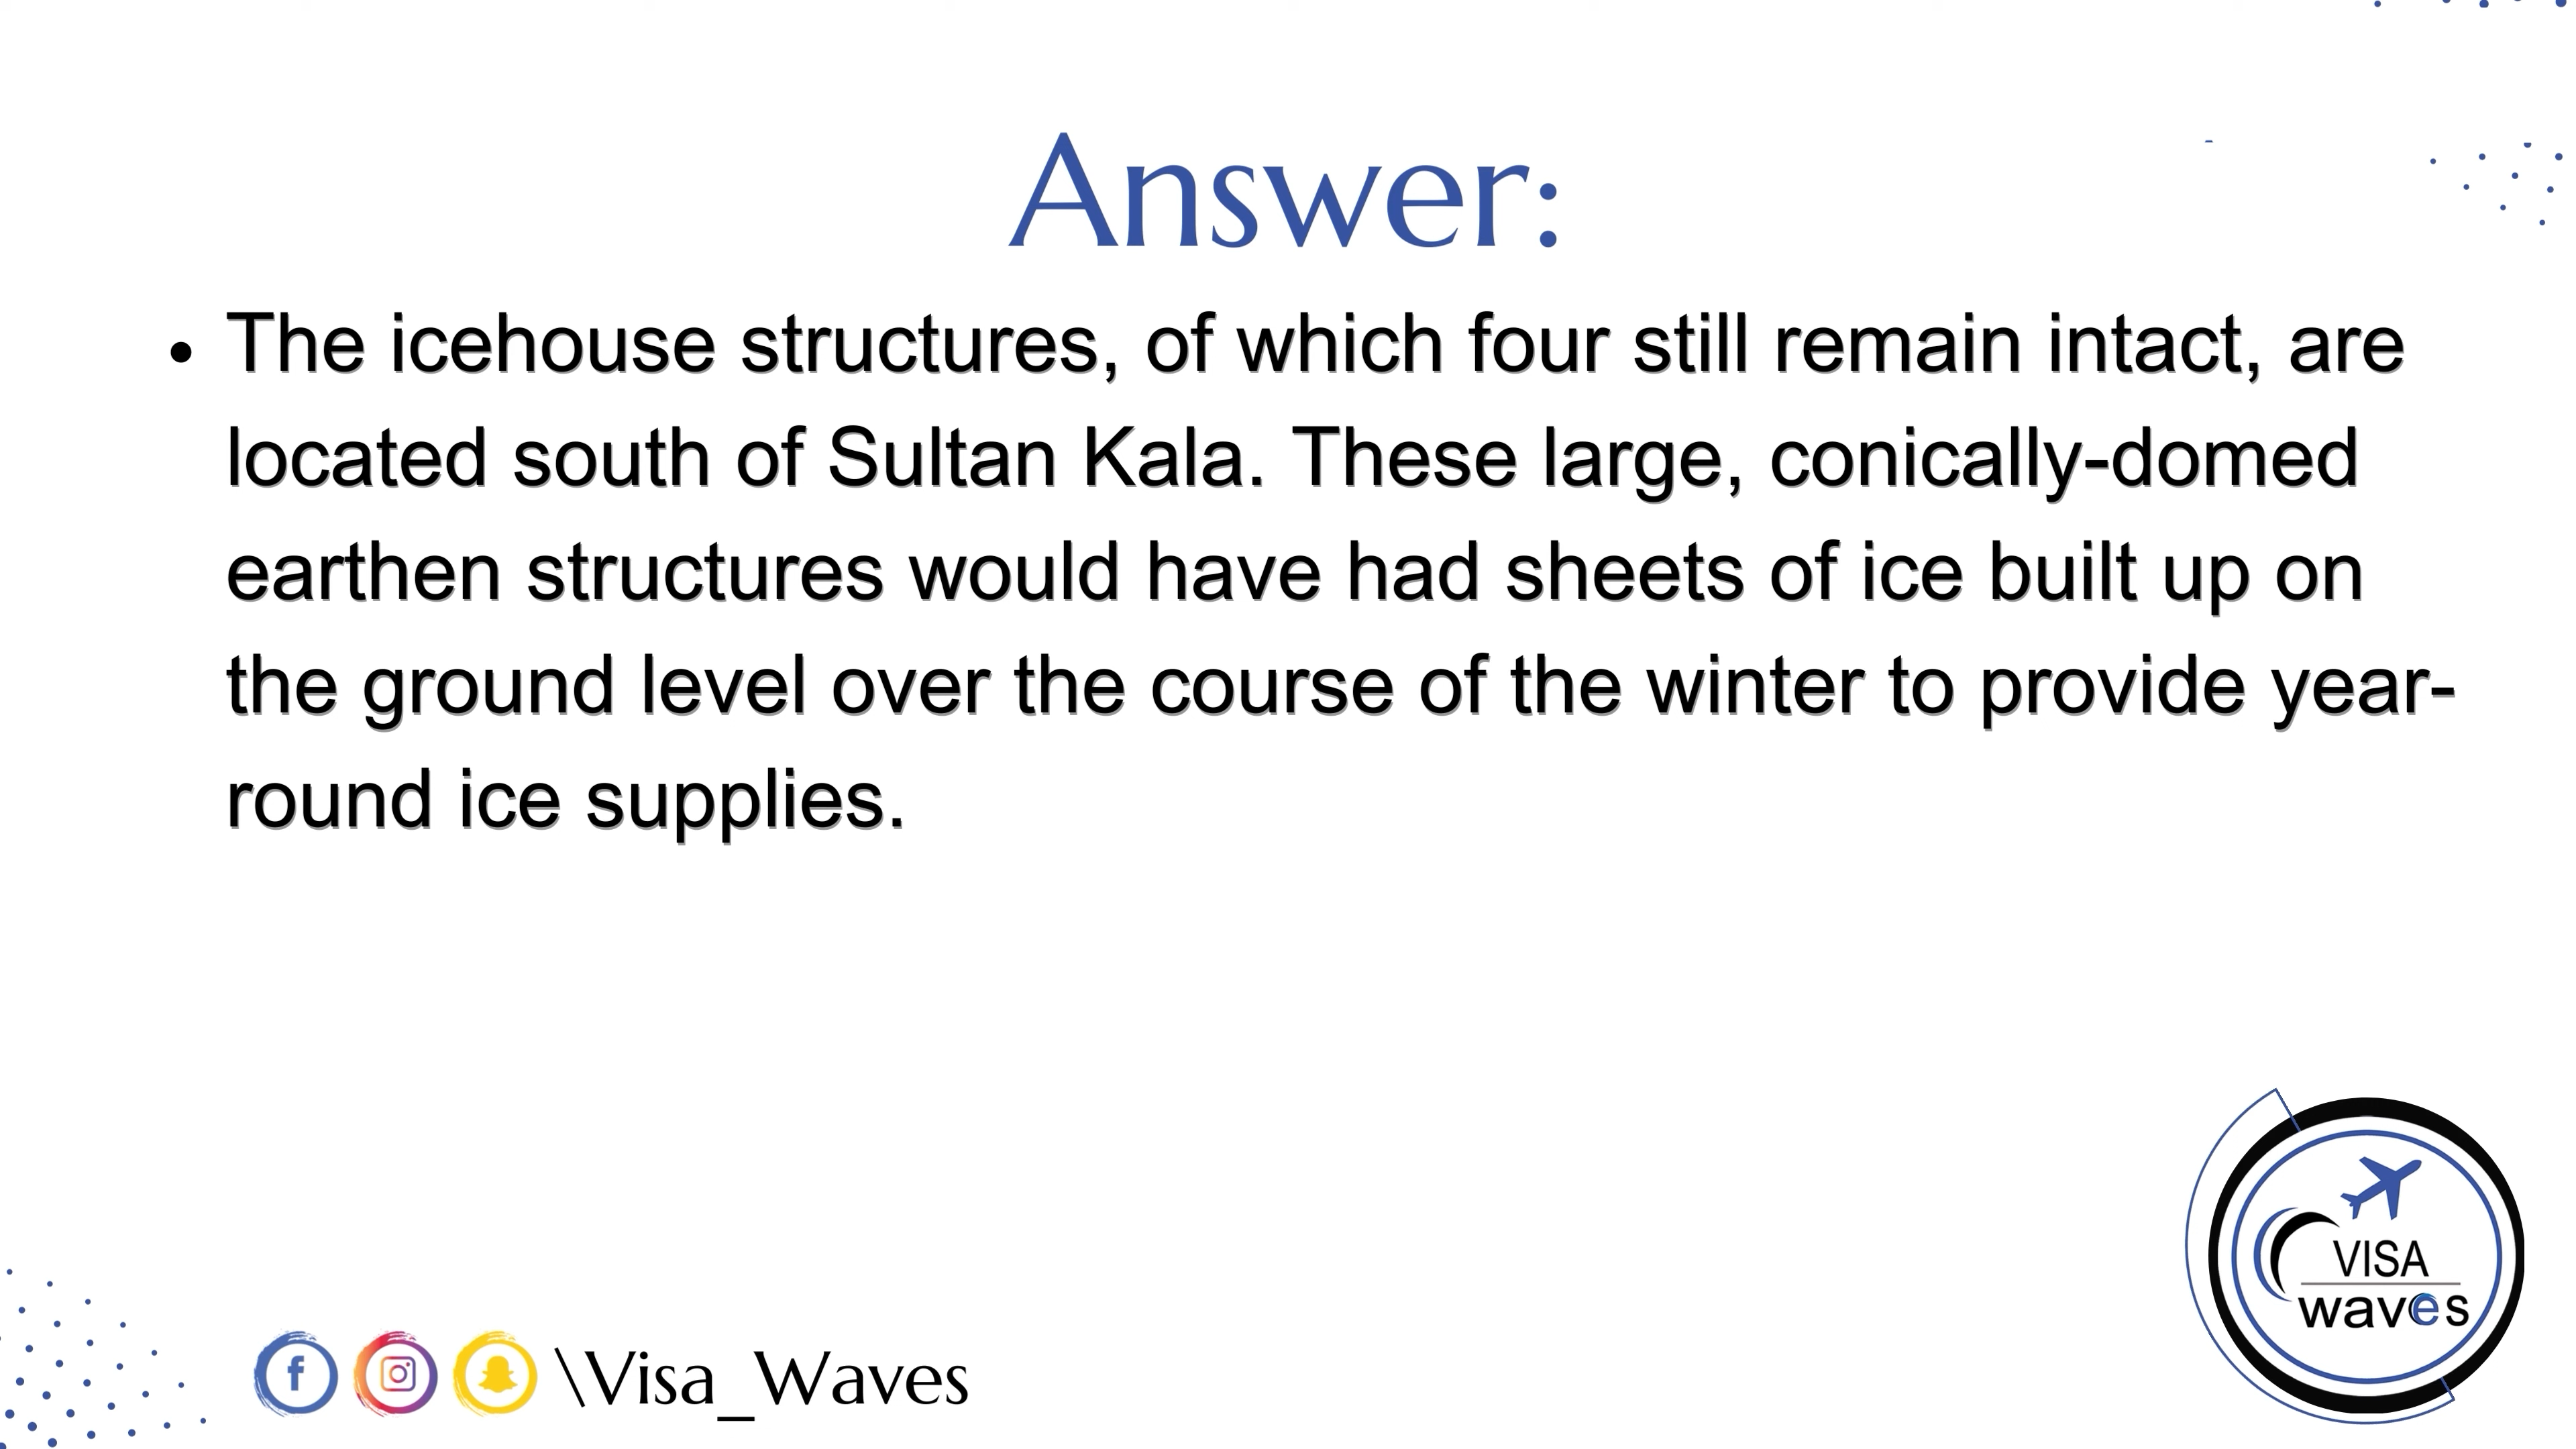 Answer:
• The icehouse structures, of which four still remain intact, are
located south of Sultan Kala. These large, conically-domed
earthen structures would have had sheets of ice built up on
the ground level over the course of the winter to provide year-
round ice supplies.
VISA
waves
\Visa_Waves